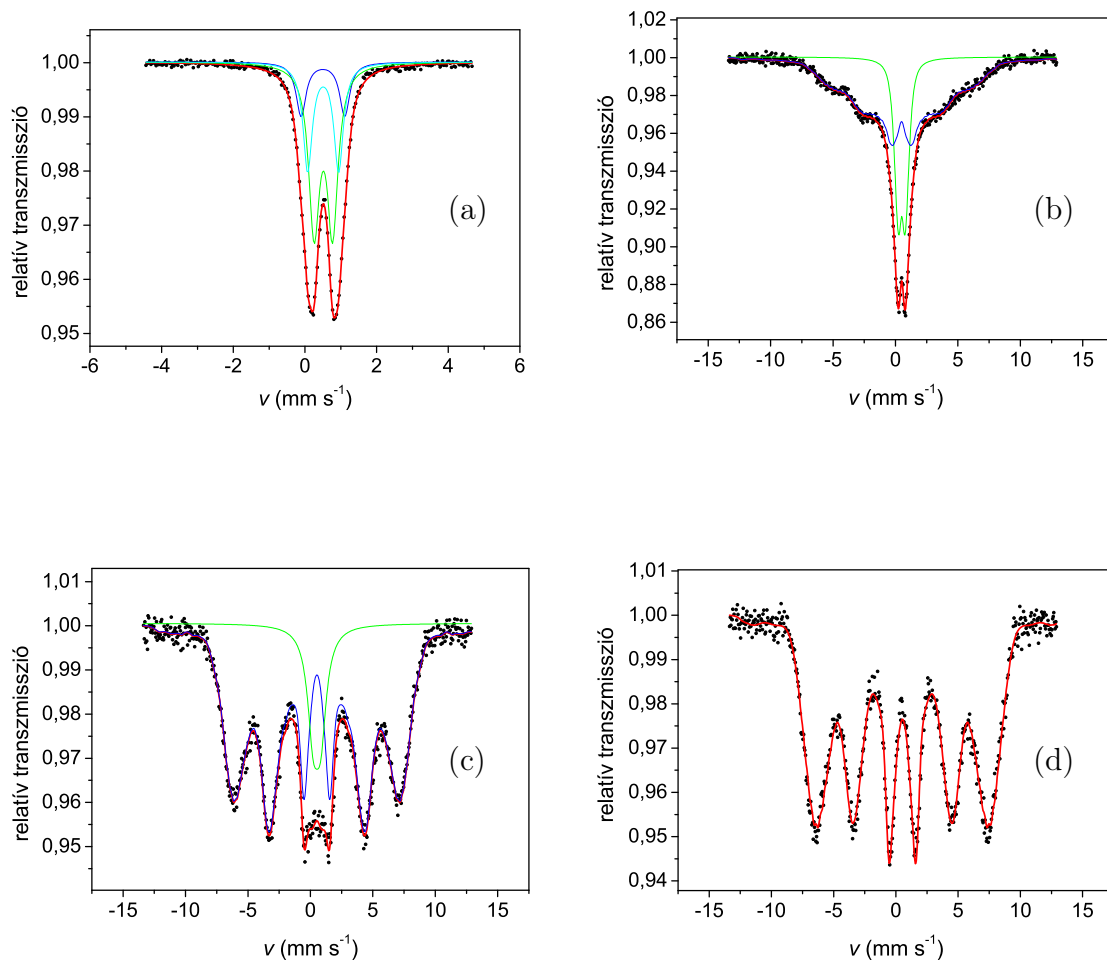 1,00
0,99
0,98
0,97
0,96
0,95
relatív transzmisszió
-6 -4 -2 0 2 4 6
v (mm s-1)
(a)
1,02
1,00
0,98
0,96
0,94
0,92
0,90
0,88
0,86
relatív transzmisszió
-15 -10 -5 0 5 10 15
v (mm s-1)
(b)
1,01
1,00
0,99
0,98
0,97
0,96
0,95
relatív transzmisszió
-15 -10 -5 0 5 10 15
v (mm s-1)
(c)
1,01
1,00
0,99
0,98
0,97
0,96
0,95
0,94
relatív transzmisszió
-15 -10 -5 0 5 10 15
v (mm s-1)
(d)